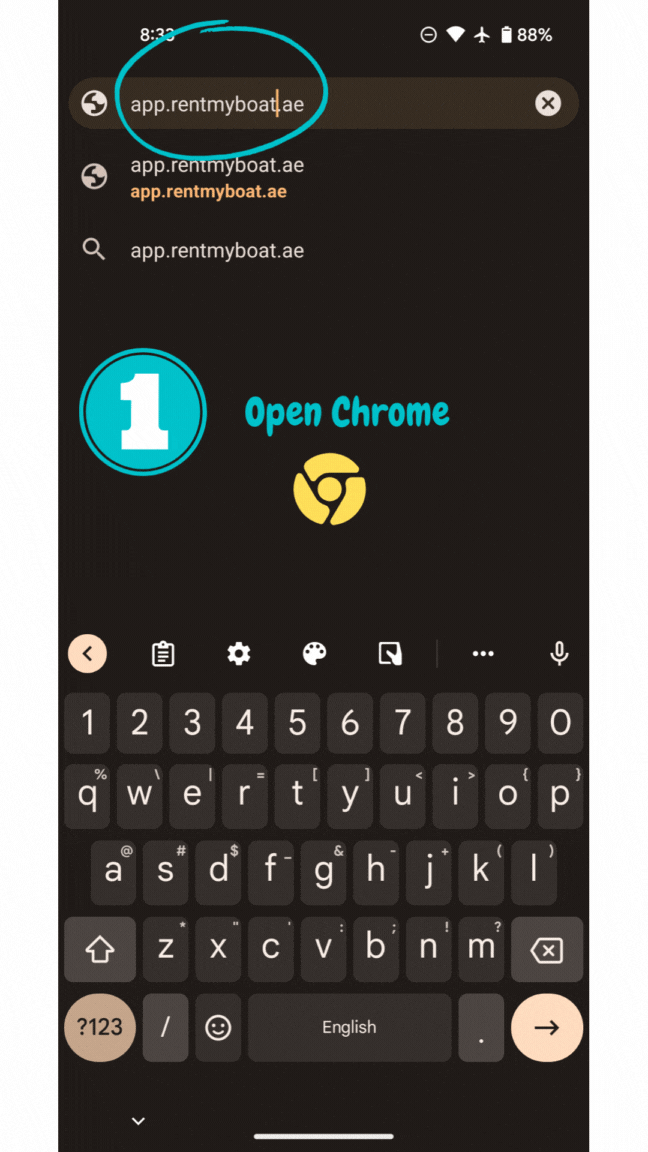 8:33
88%
app.rentmyboat.ae
app.rentmyboat.ae
app.rentmyboat.ae
app.rentmyboat.ae
1 Open Chrome
1 2 3 4 5 6 7 8 9 0
% \ | = [ ] < > { }
q w e r t y u i o p
@ # $ _ & - + ( )
a s d f g h j k l
* " ' : ; ! ?
z x c v b n m
?123 / English .